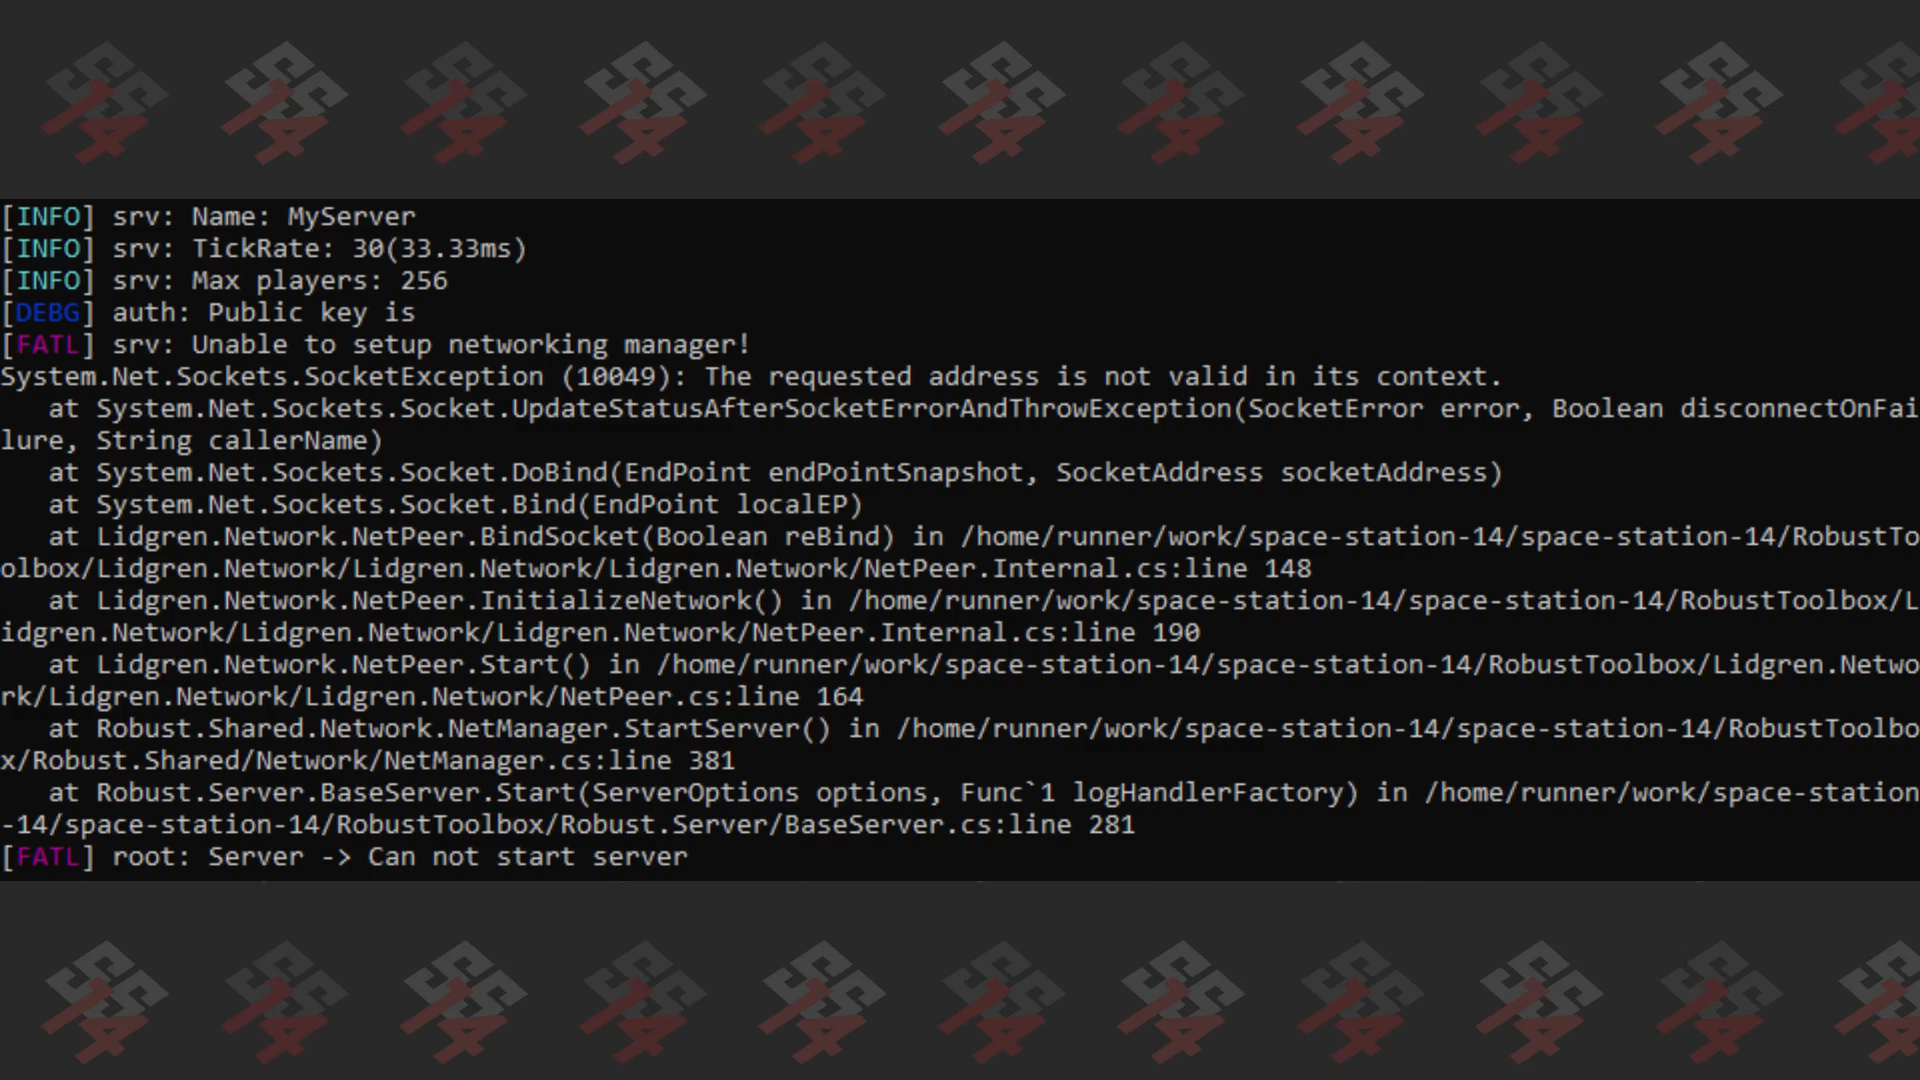 [INFO] srv: Name: MyServer
[INFO] srv: TickRate: 30(33.33ms)
[INFO] srv: Max players: 256
[DEBG] auth: Public key is
[FATL] srv: Unable to setup networking manager!
System.Net.Sockets.SocketException (10049): The requested address is not valid in its context.
   at System.Net.Sockets.Socket.UpdateStatusAfterSocketErrorAndThrowException(SocketError error, Boolean disconnectOnFai
lure, String callerName)
   at System.Net.Sockets.Socket.DoBind(EndPoint endPointSnapshot, SocketAddress socketAddress)
   at System.Net.Sockets.Socket.Bind(EndPoint localEP)
   at Lidgren.Network.NetPeer.BindSocket(Boolean reBind) in /home/runner/work/space-station-14/space-station-14/RobustTo
olbox/Lidgren.Network/Lidgren.Network/Lidgren.Network/NetPeer.Internal.cs:line 148
   at Lidgren.Network.NetPeer.InitializeNetwork() in /home/runner/work/space-station-14/space-station-14/RobustToolbox/L
idgren.Network/Lidgren.Network/Lidgren.Network/NetPeer.Internal.cs:line 190
   at Lidgren.Network.NetPeer.Start() in /home/runner/work/space-station-14/space-station-14/RobustToolbox/Lidgren.Netwo
rk/Lidgren.Network/Lidgren.Network/NetPeer.cs:line 164
   at Robust.Shared.Network.NetManager.StartServer() in /home/runner/work/space-station-14/space-station-14/RobustToolbo
x/Robust.Shared/Network/NetManager.cs:line 381
   at Robust.Server.BaseServer.Start(ServerOptions options, Func`1 logHandlerFactory) in /home/runner/work/space-station
-14/space-station-14/RobustToolbox/Robust.Server/BaseServer.cs:line 281
[FATL] root: Server -> Can not start server